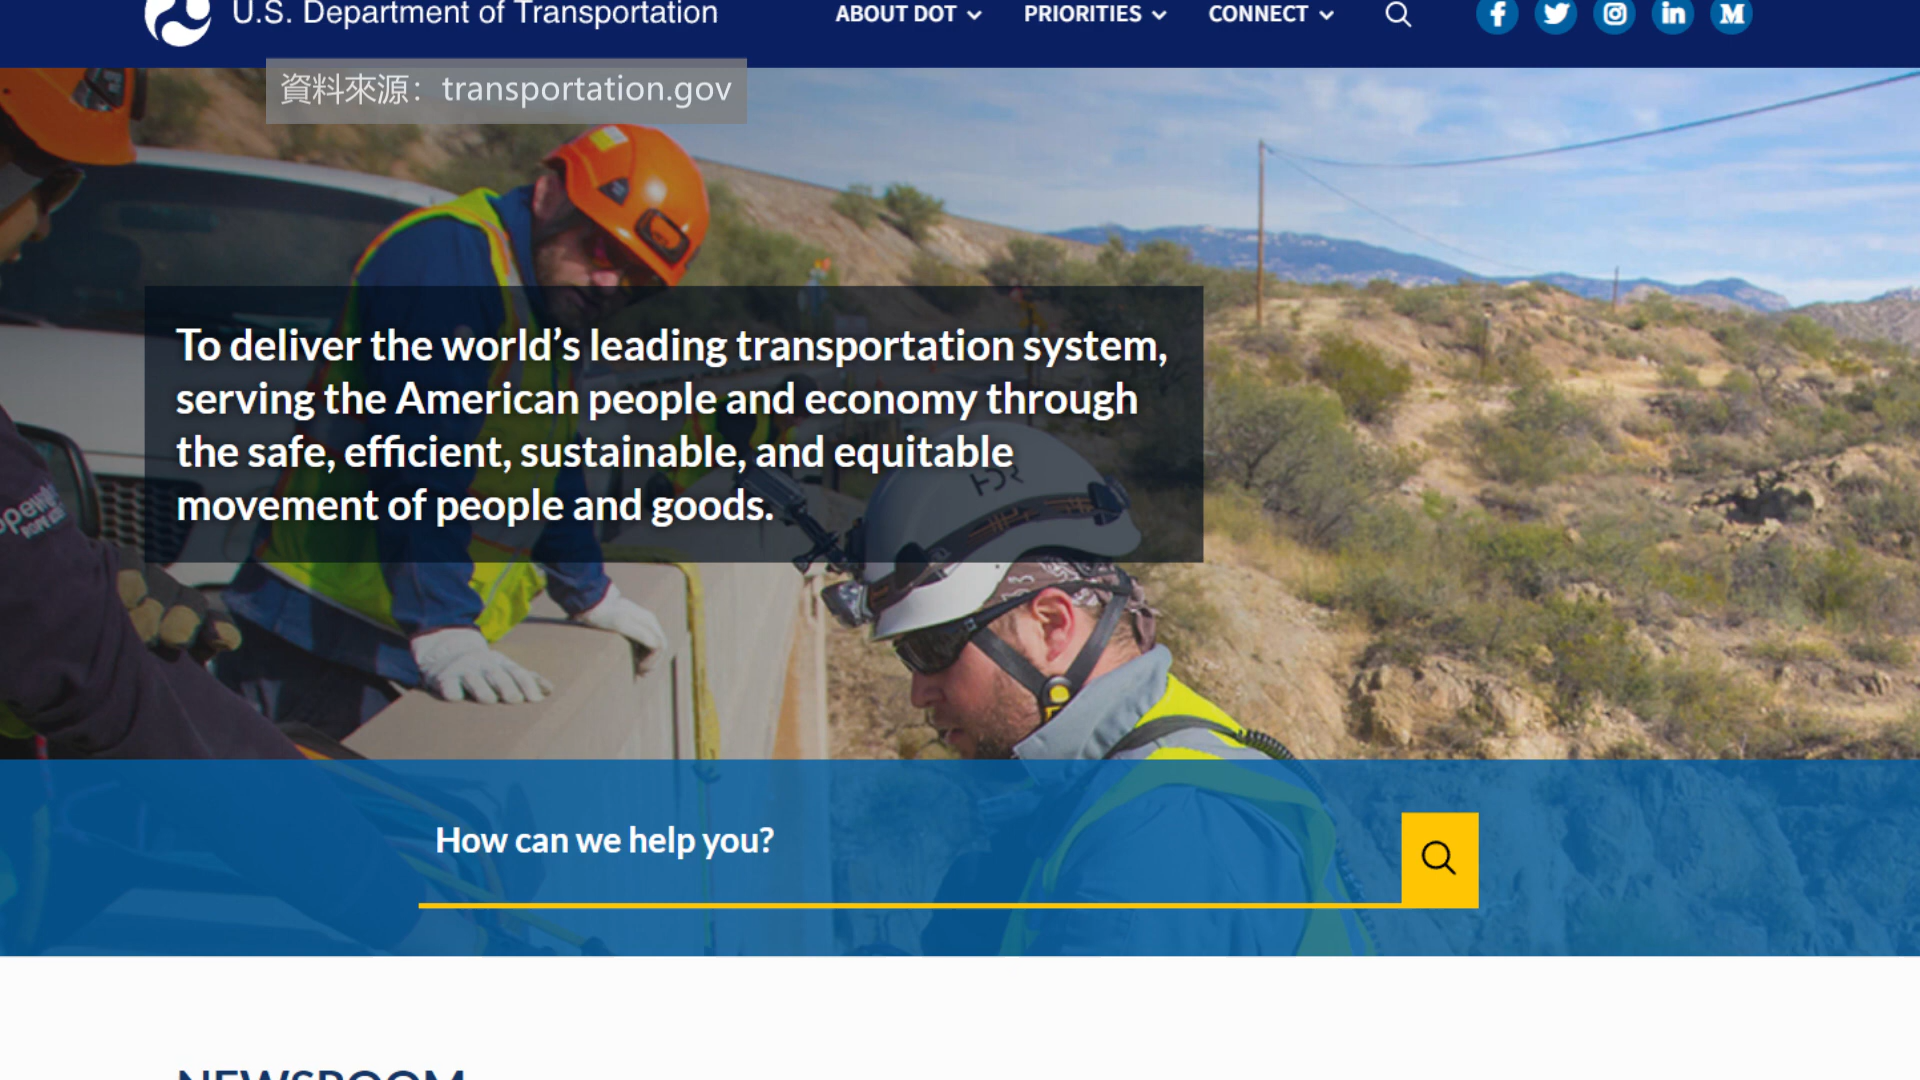 U.S. Department of Transportation
ABOUT DOT
PRIORITIES
CONNECT
資料來源：transportation.gov
To deliver the world’s leading transportation system,
serving the American people and economy through
the safe, efficient, sustainable, and equitable
movement of people and goods.
HDR
How can we help you?
NEWSROOM